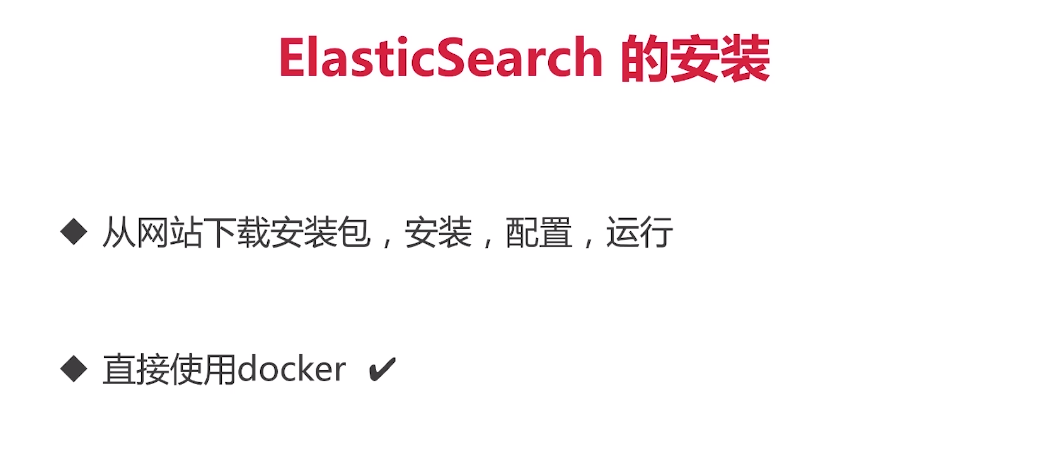 ElasticSearch 的安装
◆ 从网站下载安装包，安装，配置，运行
◆ 直接使用docker ✔